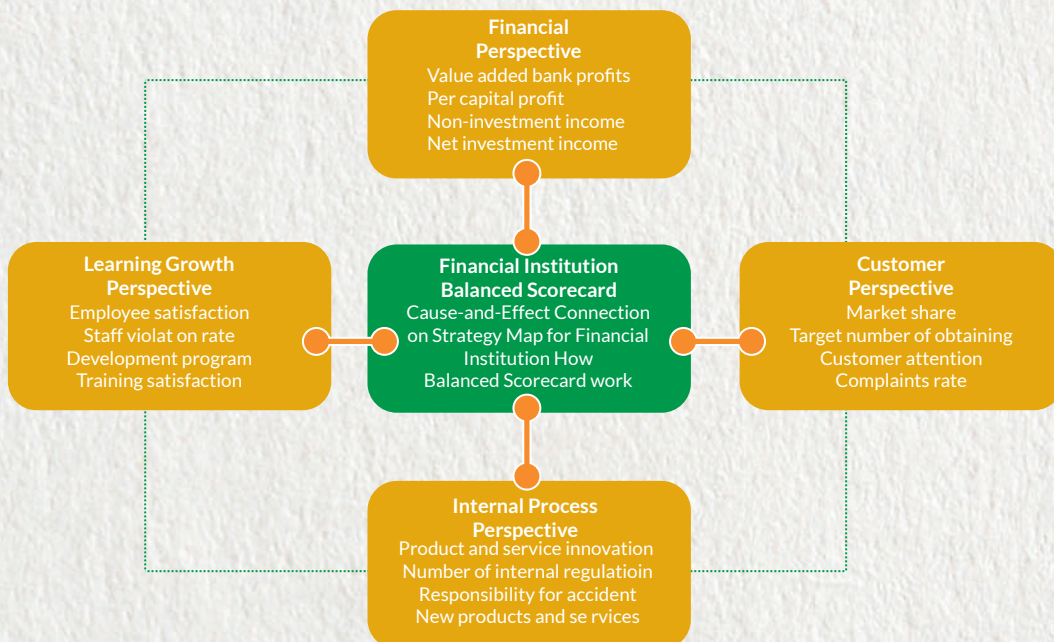 Financial
Perspective
Value added bank profits
Per capital profit
Non-investment income
Net investment income
Learning Growth
Perspective
Employee satisfaction
Staff violat on rate
Development program
Training satisfaction
Financial Institution
Balanced Scorecard
Cause-and-Effect Connection
on Strategy Map for Financial
Institution How
Balanced Scorecard work
Customer
Perspective
Market share
Target number of obtaining
Customer attention
Complaints rate
Internal Process
Perspective
Product and service innovation
Number of internal regulatioin
Responsibility for accident
New products and se rvices